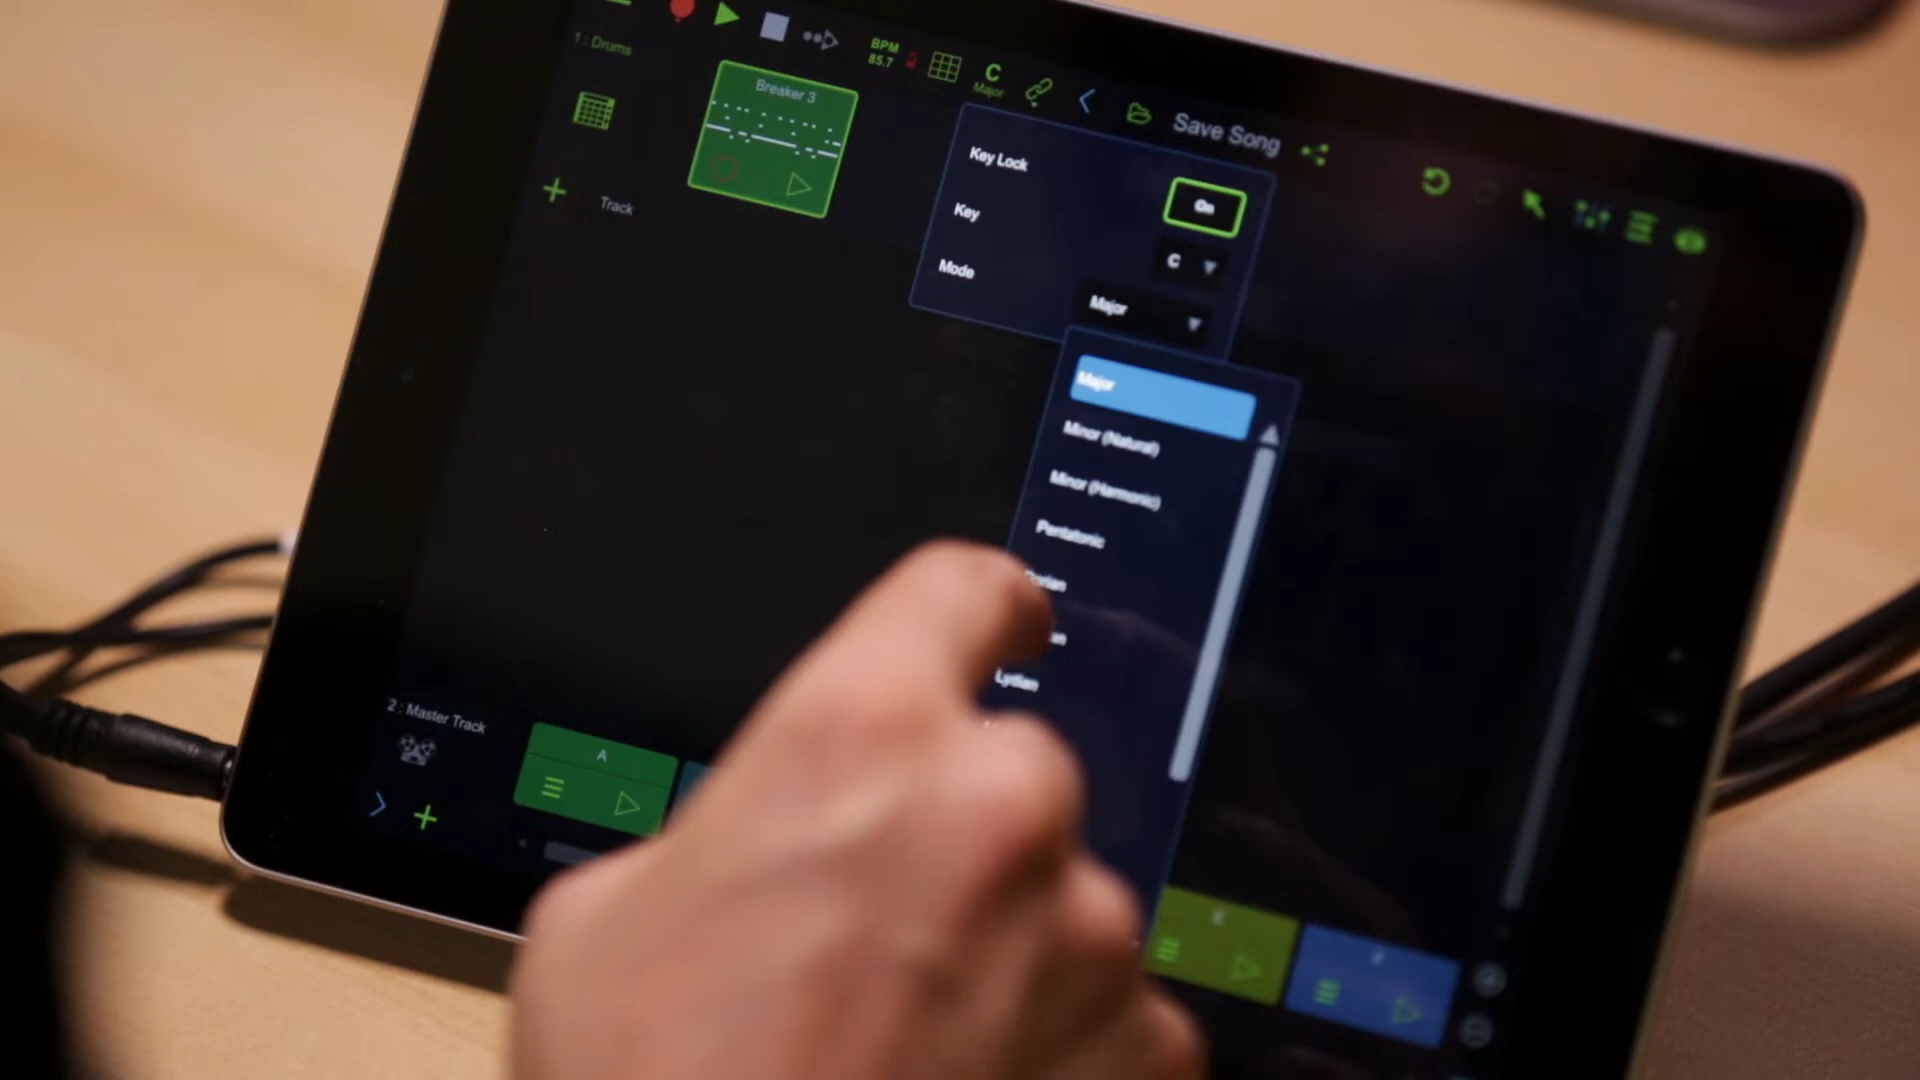 1 : Drums
BPM
85.7
C
Major
Save Song
Breaker 3
Key Lock
On
Key
C
Mode
Major
Track
Major
Minor (Natural)
Minor (Harmonic)
Pentatonic
Lydian
2 : Master Track
A
E
F